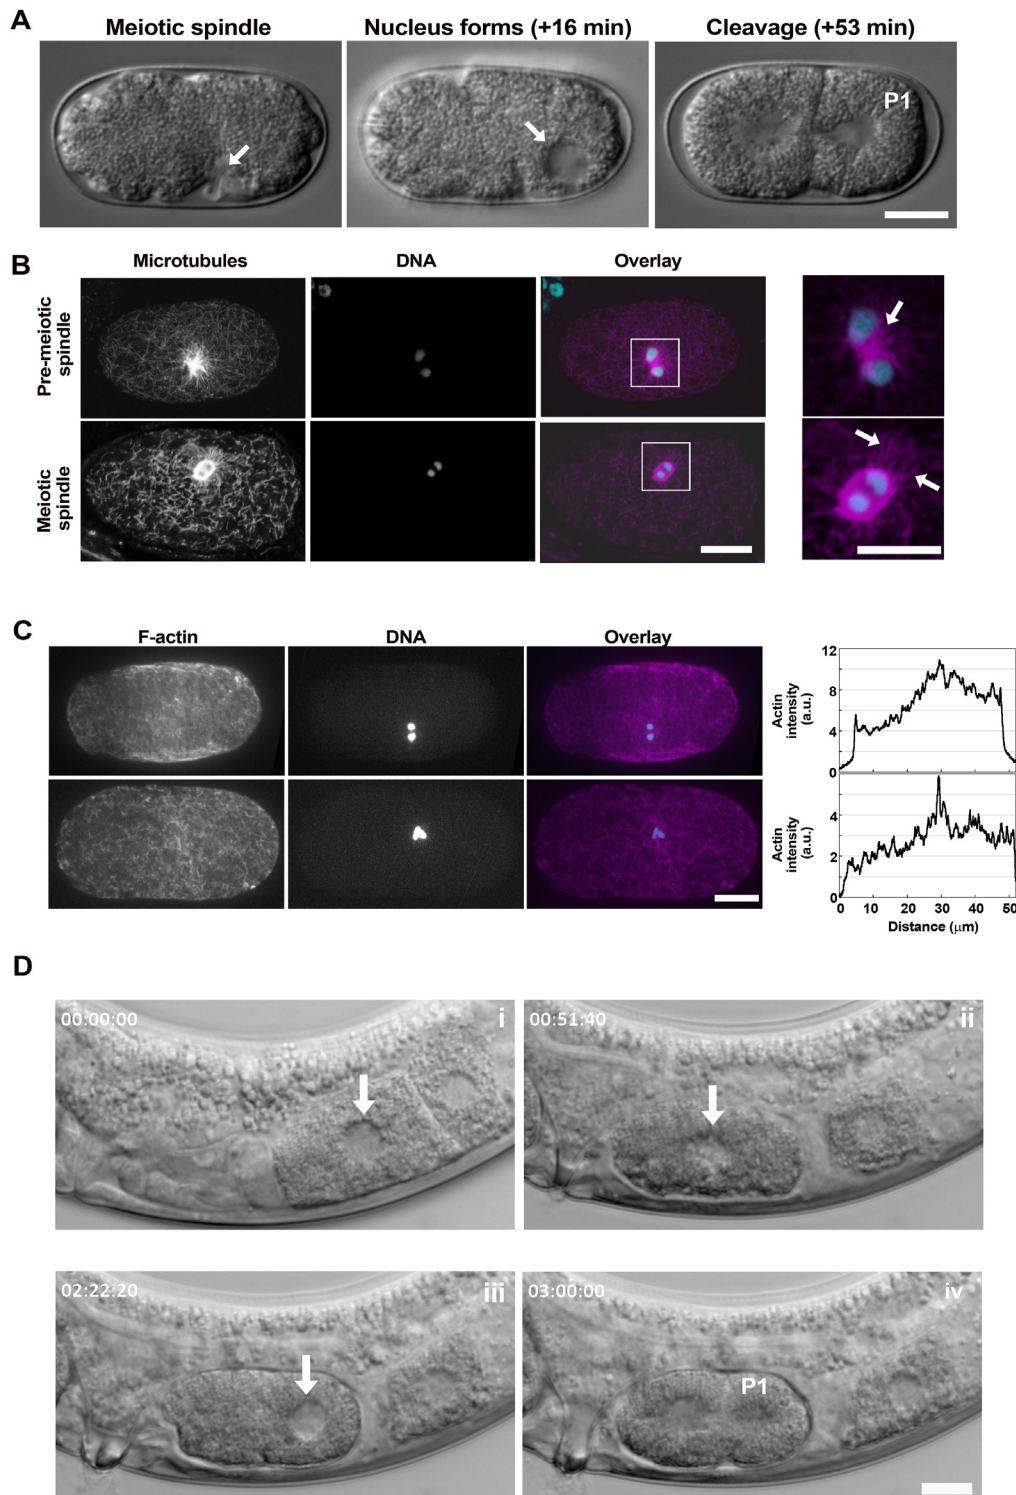 A
Meiotic spindle
Nucleus forms (+16 min)
Cleavage (+53 min)
P1
B
Microtubules
DNA
Overlay
Pre-meiotic
spindle
Meiotic
spindle
C
F-actin
DNA
Overlay
Actin
intensity
(a.u.)
12
8
4
0
Actin
intensity
(a.u.)
4
2
0
0 10 20 30 40 50
Distance (μm)
D
00:00:00
i
00:51:40
ii
02:22:20
iii
03:00:00
iv
P1